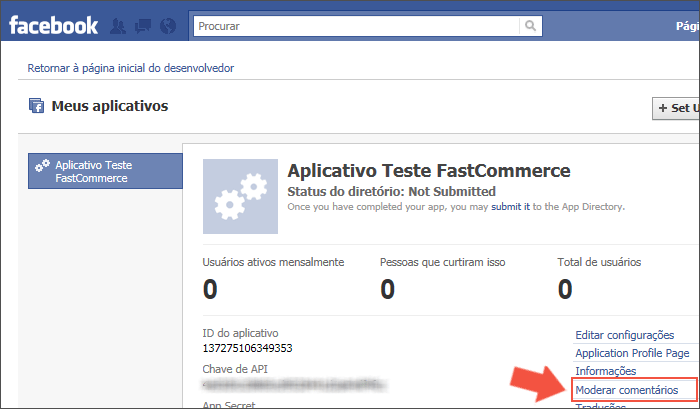 facebook
Procurar
Pági
Retornar à página inicial do desenvolvedor
Meus aplicativos
+ Set U
Aplicativo Teste
FastCommerce
Aplicativo Teste FastCommerce
Status do diretório: Not Submitted
Once you have completed your app, you may submit it to the App Directory.
Usuários ativos mensalmente
Pessoas que curtiram isso
Total de usuários
0
0
0
ID do aplicativo
137275106349353
Chave de API
App Secret
Editar configurações
Application Profile Page
Informações
Moderar comentários
Traduções